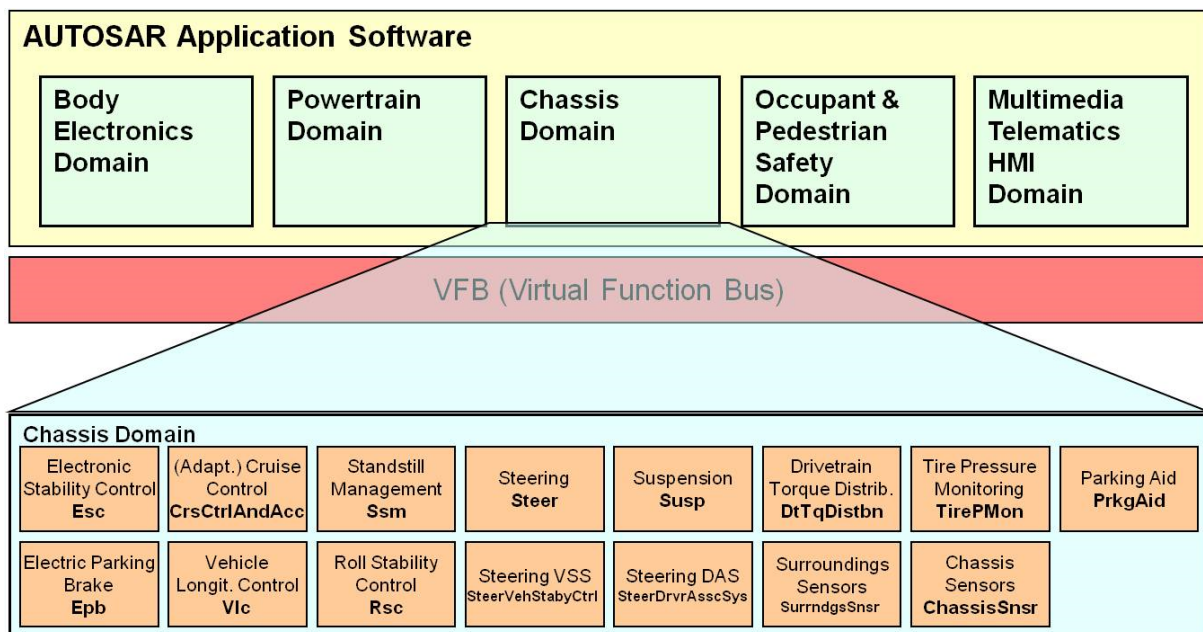 AUTOSAR Application Software
Body
Electronics
Domain
Powertrain
Domain
Chassis
Domain
Occupant &
Pedestrian
Safety
Domain
Multimedia
Telematics
HMI
Domain
VFB (Virtual Function Bus)
Chassis Domain
Electronic
Stability Control
Esc
(Adapt.) Cruise
Control
CrsCtrlAndAcc
Standstill
Management
Ssm
Steering
Steer
Suspension
Susp
Drivetrain
Torque Distrib.
DtTqDistbn
Tire Pressure
Monitoring
TirePMon
Parking Aid
PrkgAid
Electric Parking
Brake
Epb
Vehicle
Longit. Control
Vlc
Roll Stability
Control
Rsc
Steering VSS
SteerVehStabyCtrl
Steering DAS
SteerDrvrAsscSys
Surroundings
Sensors
SurrndgsSnsr
Chassis
Sensors
ChassisSnsr